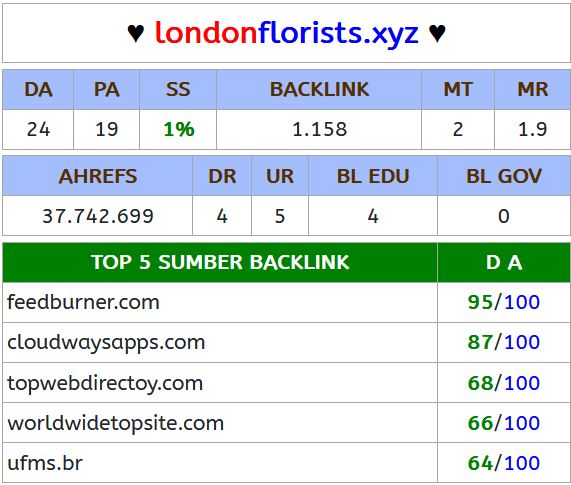 ♥ londonflorists.xyz ♥
DA PA SS BACKLINK MT MR
24 19 1% 1.158 2 1.9
AHREFS DR UR BL EDU BL GOV
37.742.699 4 5 4 0
TOP 5 SUMBER BACKLINK D A
feedburner.com 95/100
cloudwaysapps.com 87/100
topwebdirectoy.com 68/100
worldwidetopsite.com 66/100
ufms.br 64/100